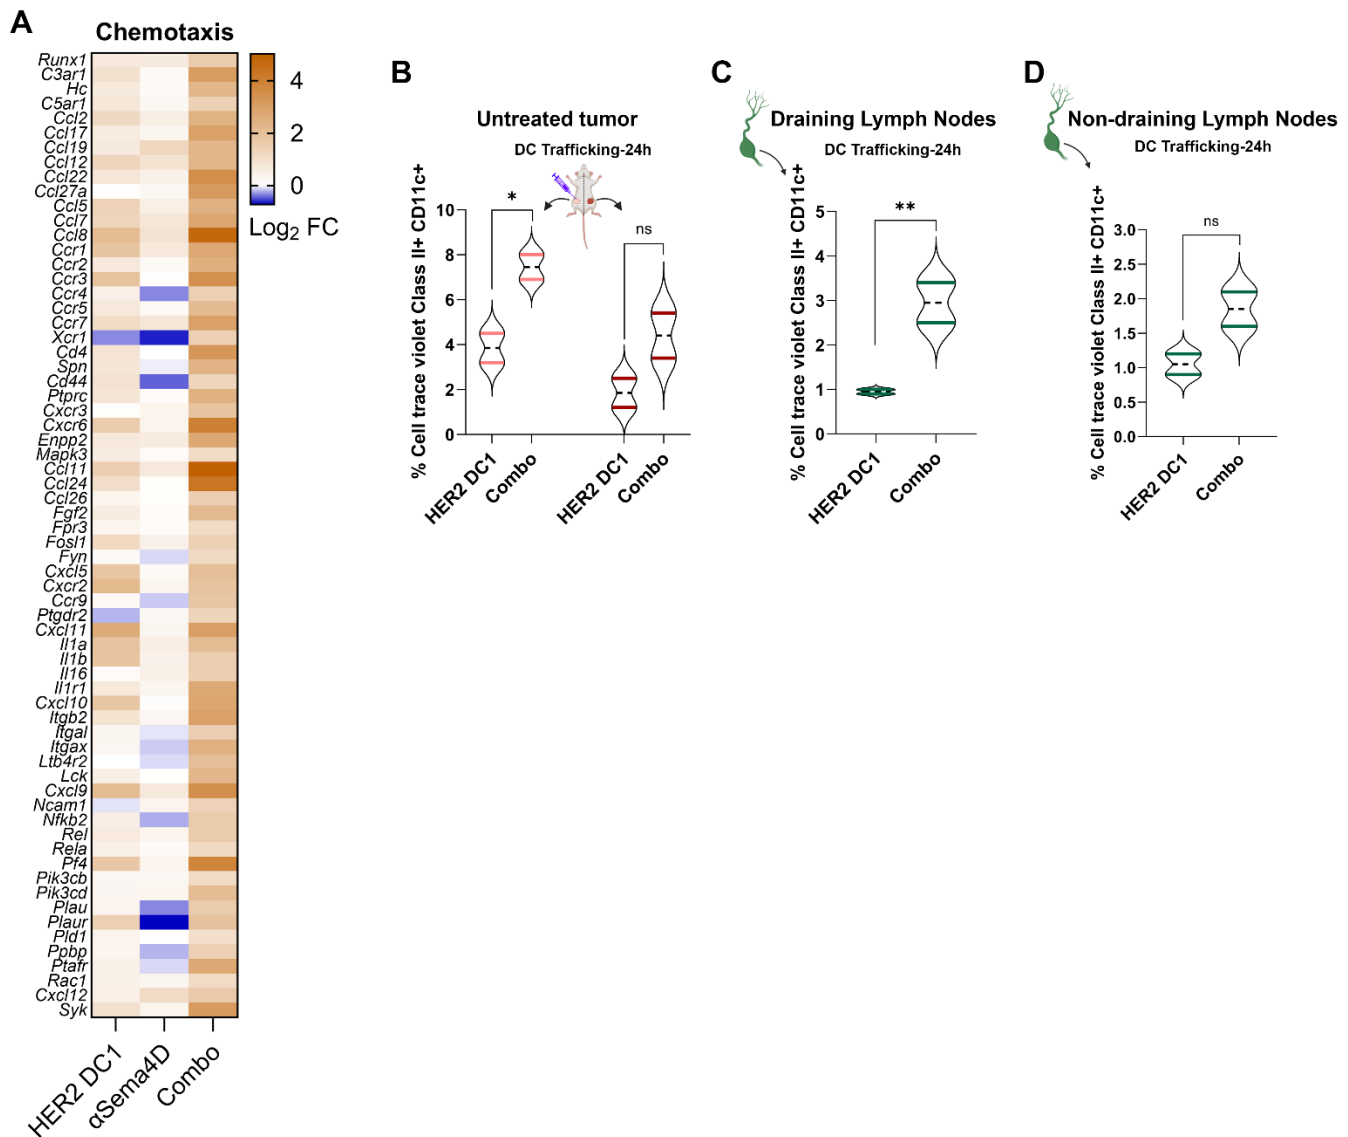 A
Chemotaxis
Runx1
C3ar1
Hc
C5ar1
Ccl2
Ccl17
Ccl19
Ccl12
Ccl22
Ccl27a
Ccl5
Ccl7
Ccl8
Ccr1
Ccr2
Ccr3
Ccr4
Ccr5
Ccr7
Xcr1
Cd4
Spn
Cd44
Ptprc
Cxcr3
Cxcr6
Enpp2
Mapk3
Ccl11
Ccl24
Ccl26
Fgf2
Fpr3
Fosl1
Fyn
Cxcl5
Cxcr2
Ccr9
Ptgdr2
Cxcl11
Il1a
Il1b
Il16
Il1r1
Cxcl10
Itgb2
Itgal
Itgax
Ltb4r2
Lck
Cxcl9
Ncam1
Nfkb2
Rel
Rela
Pf4
Pik3cb
Pik3cd
Plau
Plaur
Pld1
Ppbp
Ptafr
Rac1
Cxcl12
Syk
HER2 DC1
αSema4D
Combo
4
2
0
Log2 FC
B
Untreated tumor
DC Trafficking-24h
% Cell trace violet Class II+ CD11c+
10
8
6
4
2
0
*
ns
HER2 DC1
Combo
HER2 DC1
Combo
C
Draining Lymph Nodes
DC Trafficking-24h
% Cell trace violet Class II+ CD11c+
5
4
3
2
1
0
**
HER2 DC1
Combo
D
Non-draining Lymph Nodes
DC Trafficking-24h
% Cell trace violet Class II+ CD11c+
3.0
2.5
2.0
1.5
1.0
0.5
0.0
ns
HER2 DC1
Combo